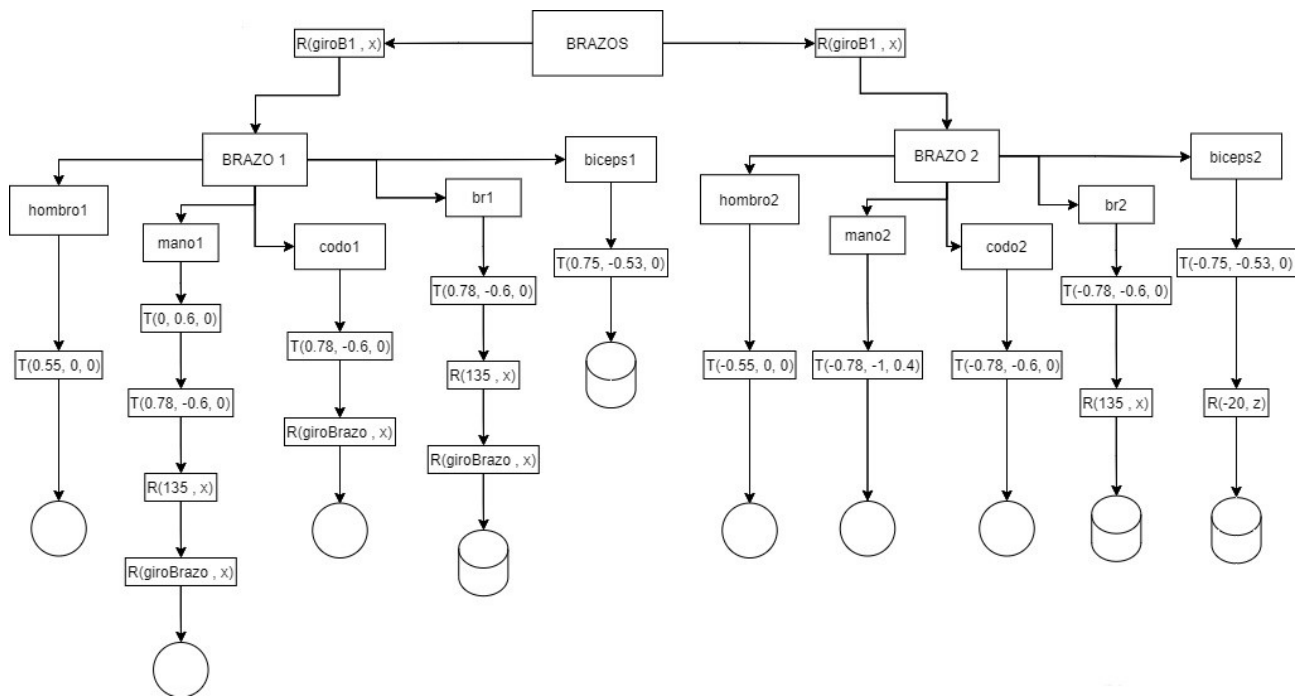 BRAZOS
R(giroB1 , x)
R(giroB1 , x)
BRAZO 1
hombro1
T(0.55, 0, 0)
mano1
T(0, 0.6, 0)
T(0.78, -0.6, 0)
R(135 , x)
R(giroBrazo , x)
codo1
T(0.78, -0.6, 0)
R(giroBrazo , x)
br1
T(0.78, -0.6, 0)
R(135 , x)
R(giroBrazo , x)
biceps1
T(0.75, -0.53, 0)
BRAZO 2
hombro2
T(-0.55, 0, 0)
mano2
T(-0.78, -1, 0.4)
codo2
T(-0.78, -0.6, 0)
br2
T(-0.78, -0.6, 0)
R(135 , x)
biceps2
T(-0.75, -0.53, 0)
R(-20, z)